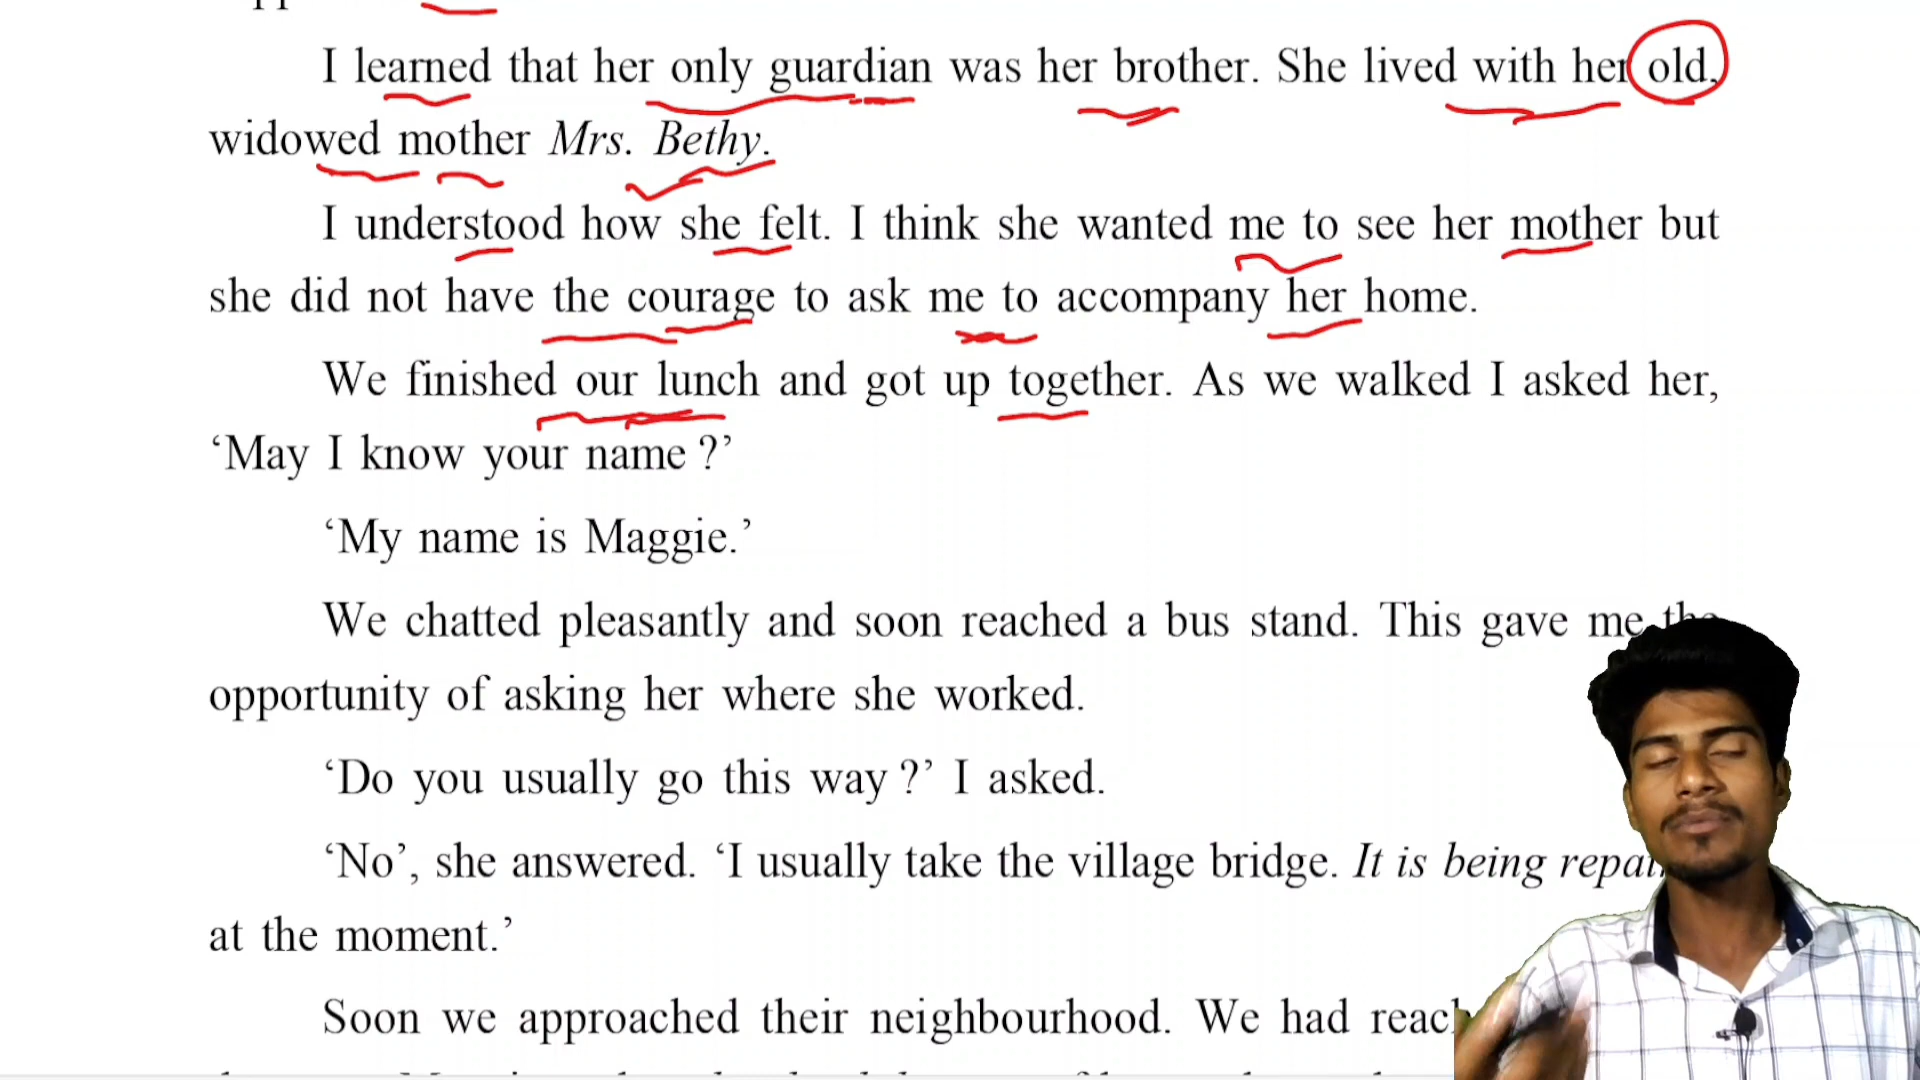 I learned that her only guardian was her brother. She lived with her old,
widowed mother Mrs. Bethy.
I understood how she felt. I think she wanted me to see her mother but
she did not have the courage to ask me to accompany her home.
We finished our lunch and got up together. As we walked I asked her,
‘May I know your name ?’
‘My name is Maggie.’
We chatted pleasantly and soon reached a bus stand. This gave me the
opportunity of asking her where she worked.
‘Do you usually go this way ?’ I asked.
‘No’, she answered. ‘I usually take the village bridge. It is being
at the moment.’
Soon we approached their neighbourhood. We had